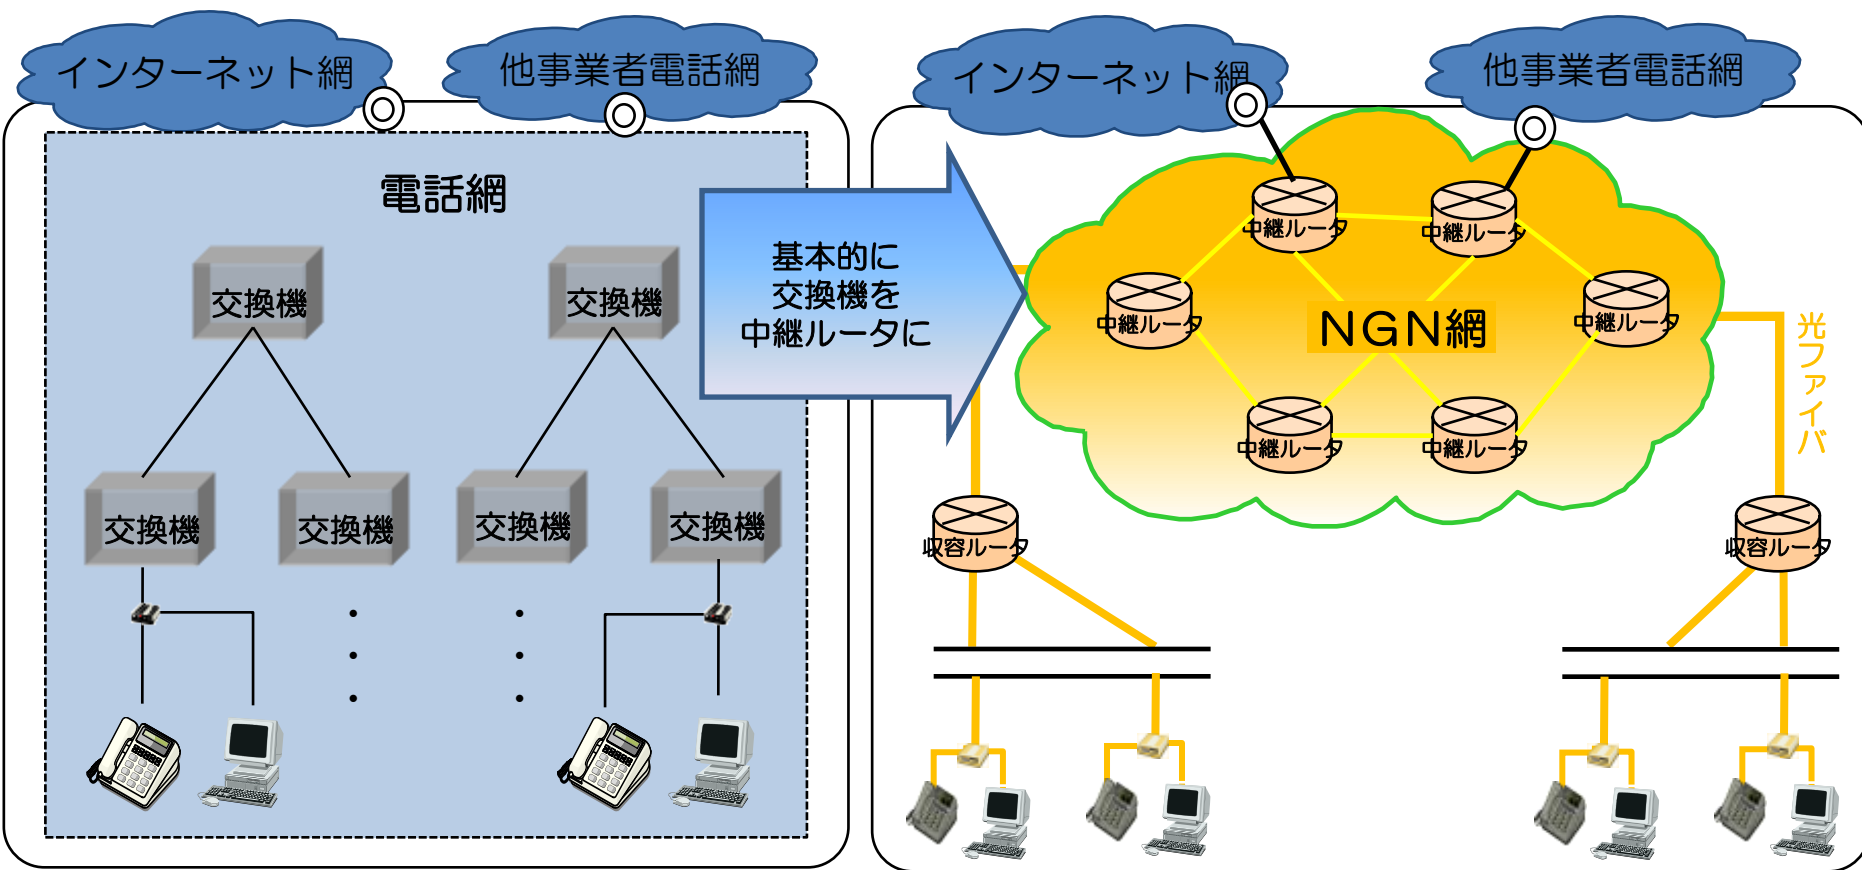 インターネット網
他事業者電話網
電話網
交換機
交換機
交換機
交換機
交換機
交換機
基本的に
交換機を
中継ルータに
インターネット網
他事業者電話網
中継ルータ
中継ルータ
中継ルータ
中継ルータ
NGN網
中継ルータ
中継ルータ
光ファイバ
収容ルータ
収容ルータ